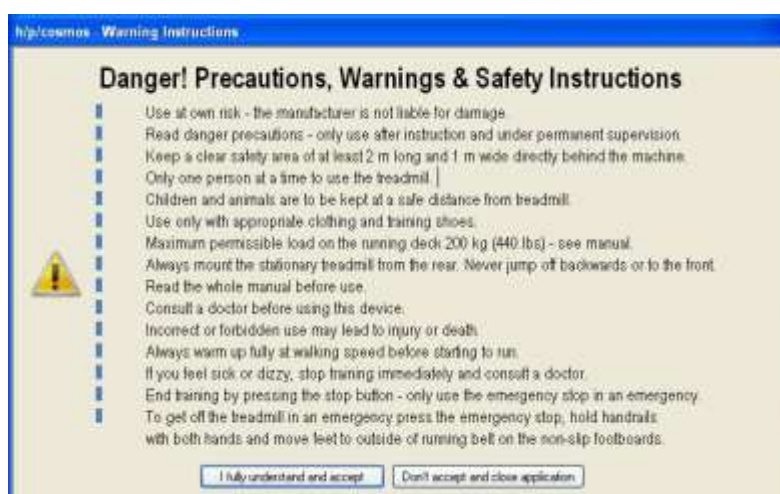 h/p/cosmos - Warning Instructions
Danger! Precautions, Warnings & Safety Instructions
Use at own risk - the manufacturer is not liable for damage.
Read danger precautions - only use after instruction and under permanent supervision.
Keep a clear safety area of at least 2 m long and 1 m wide directly behind the machine.
Only one person at a time to use the treadmill.
Children and animals are to be kept at a safe distance from treadmill.
Use only with appropriate clothing and training shoes.
Maximum permissible load on the running deck 200 kg (440 lbs) - see manual.
Always mount the stationary treadmill from the rear. Never jump off backwards or to the front.
Read the whole manual before use.
Consult a doctor before using this device.
Incorrect or forbidden use may lead to injury or death.
Always warm up fully at walking speed before starting to run.
If you feel sick or dizzy, stop training immediately and consult a doctor.
End training by pressing the stop button - only use the emergency stop in an emergency.
To get off the treadmill in an emergency press the emergency stop, hold handrails
with both hands and move feet to outside of running belt on the non-slip footboards.
I fully understand and accept
Don't accept and close application